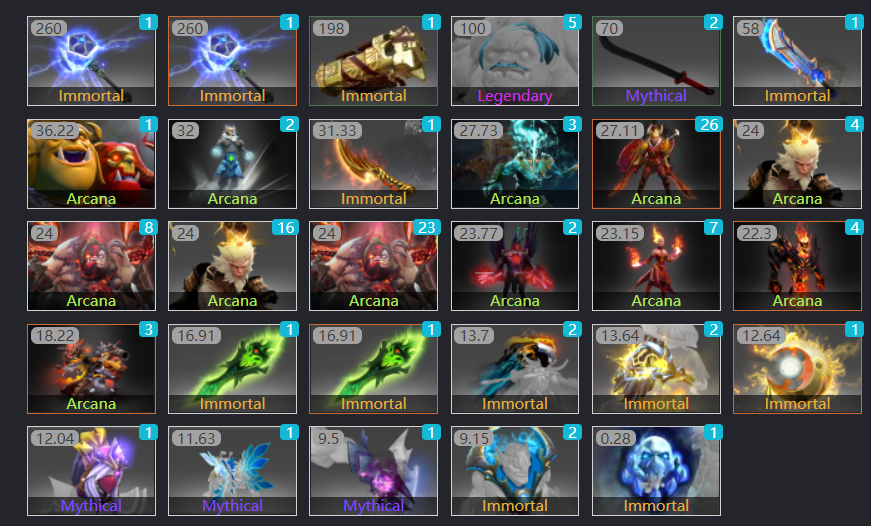 260 1
Immortal
260 1
Immortal
198 1
Immortal
100 5
Legendary
70 2
Mythical
58 1
Immortal
36.22 1
Arcana
32 2
Arcana
31.33 1
Immortal
27.73 3
Arcana
27.11 26
Arcana
24 4
Arcana
24 8
Arcana
24 16
Arcana
24 23
Arcana
23.77 2
Arcana
23.15 7
Arcana
22.3 4
Arcana
18.22 3
Arcana
16.91 1
Immortal
16.91 1
Immortal
13.7 2
Immortal
13.64 2
Immortal
12.64 1
Immortal
12.04 1
Mythical
11.63 1
Mythical
9.5 1
Mythical
9.15 2
Immortal
0.28 1
Immortal